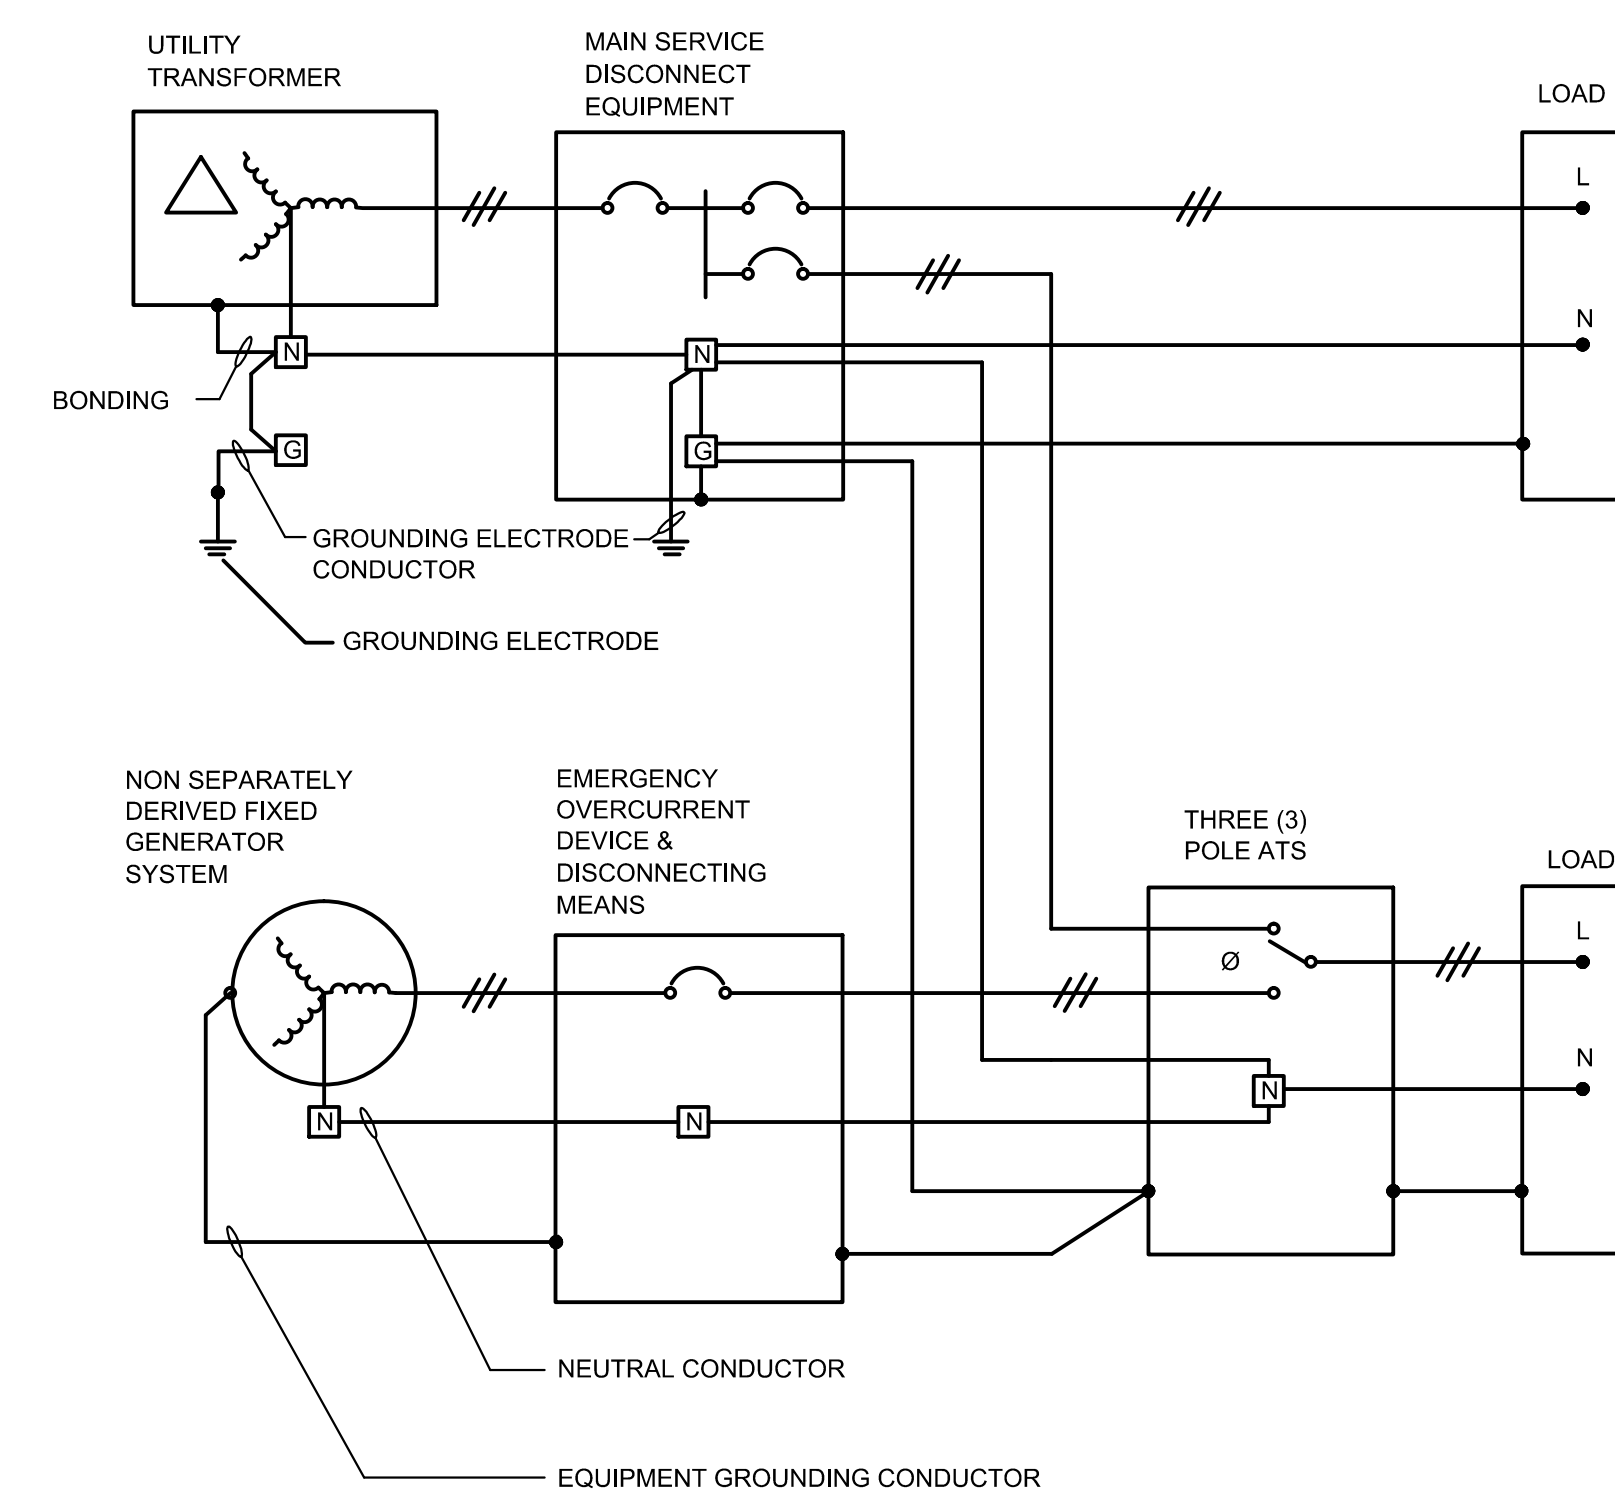 UTILITY
TRANSFORMER
MAIN SERVICE
DISCONNECT
EQUIPMENT
LOAD
L
N
N
N
BONDING
G
G
GROUNDING ELECTRODE
CONDUCTOR
GROUNDING ELECTRODE
NON SEPARATELY
DERIVED FIXED
GENERATOR
SYSTEM
EMERGENCY
OVERCURRENT
DEVICE &
DISCONNECTING
MEANS
THREE (3)
POLE ATS
LOAD
L
Ø
N
N
N
N
NEUTRAL CONDUCTOR
EQUIPMENT GROUNDING CONDUCTOR